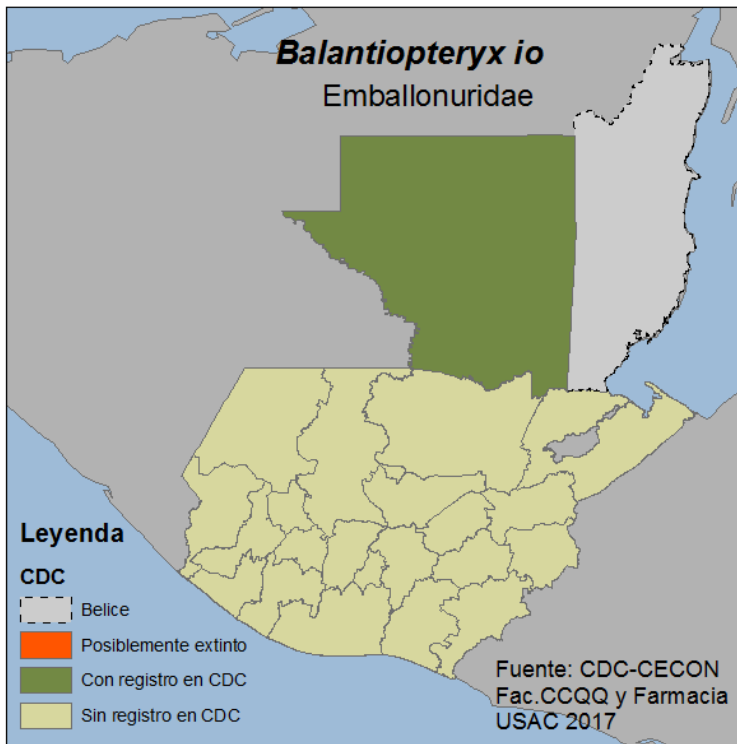 Balantiopteryx io
Emballonuridae
Leyenda
CDC
Belice
Posiblemente extinto
Con registro en CDC
Sin registro en CDC
Fuente: CDC-CECON
Fac.CCQQ y Farmacia
USAC 2017